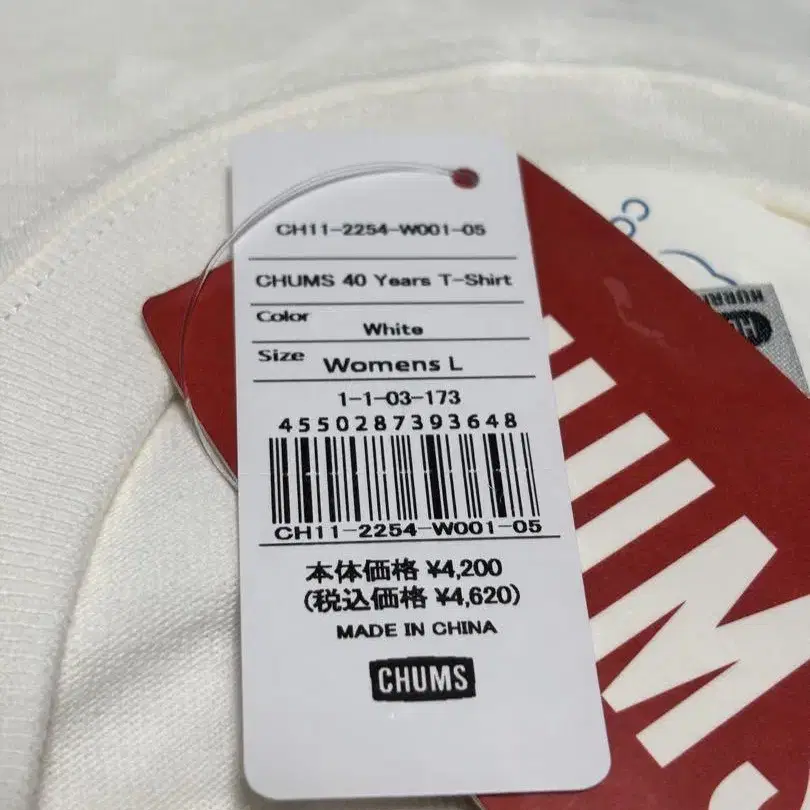 CH11-2254-W001-05
CHUMS 40 Years T-Shirt
Color White
Size Womens L
1-1-03-173
4550287393648
CH11-2254-W001-05
本体価格 ¥4,200
(税込価格 ¥4,620)
MADE IN CHINA
CHUMS